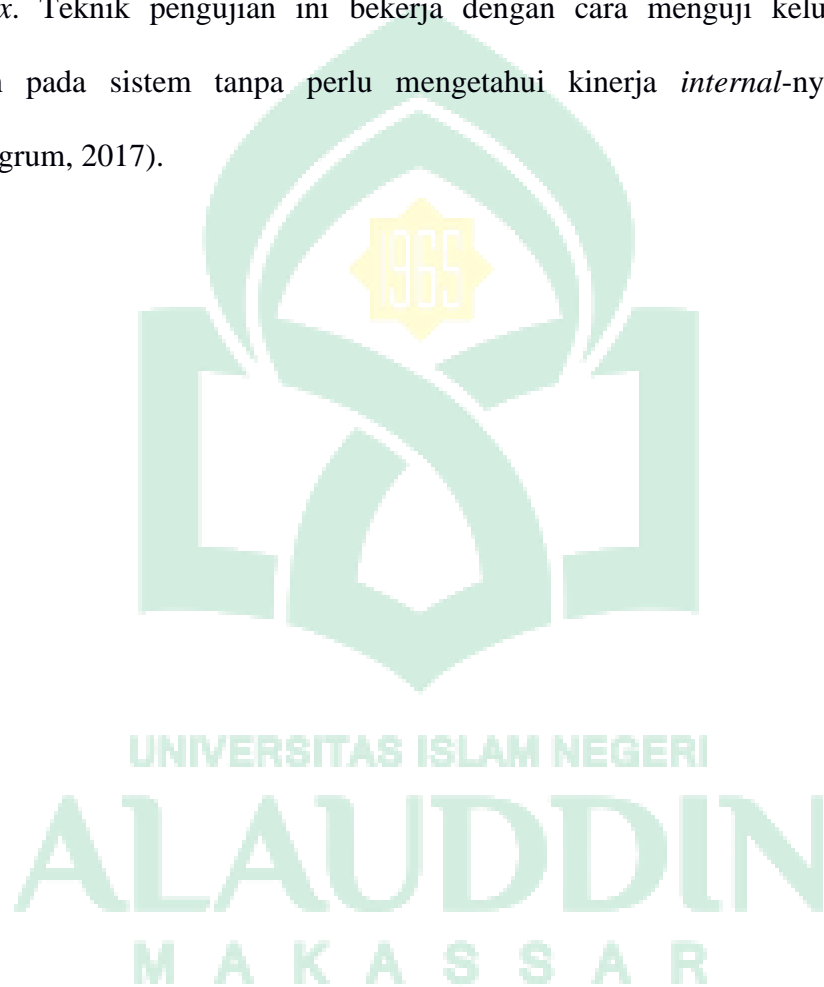 x. Teknik pengujian ini bekerja dengan cara menguji kelu
n pada sistem tanpa perlu mengetahui kinerja internal-ny
grum, 2017).
1965
UNIVERSITAS ISLAM NEGERI
ALAUDDIN
MAKASSAR